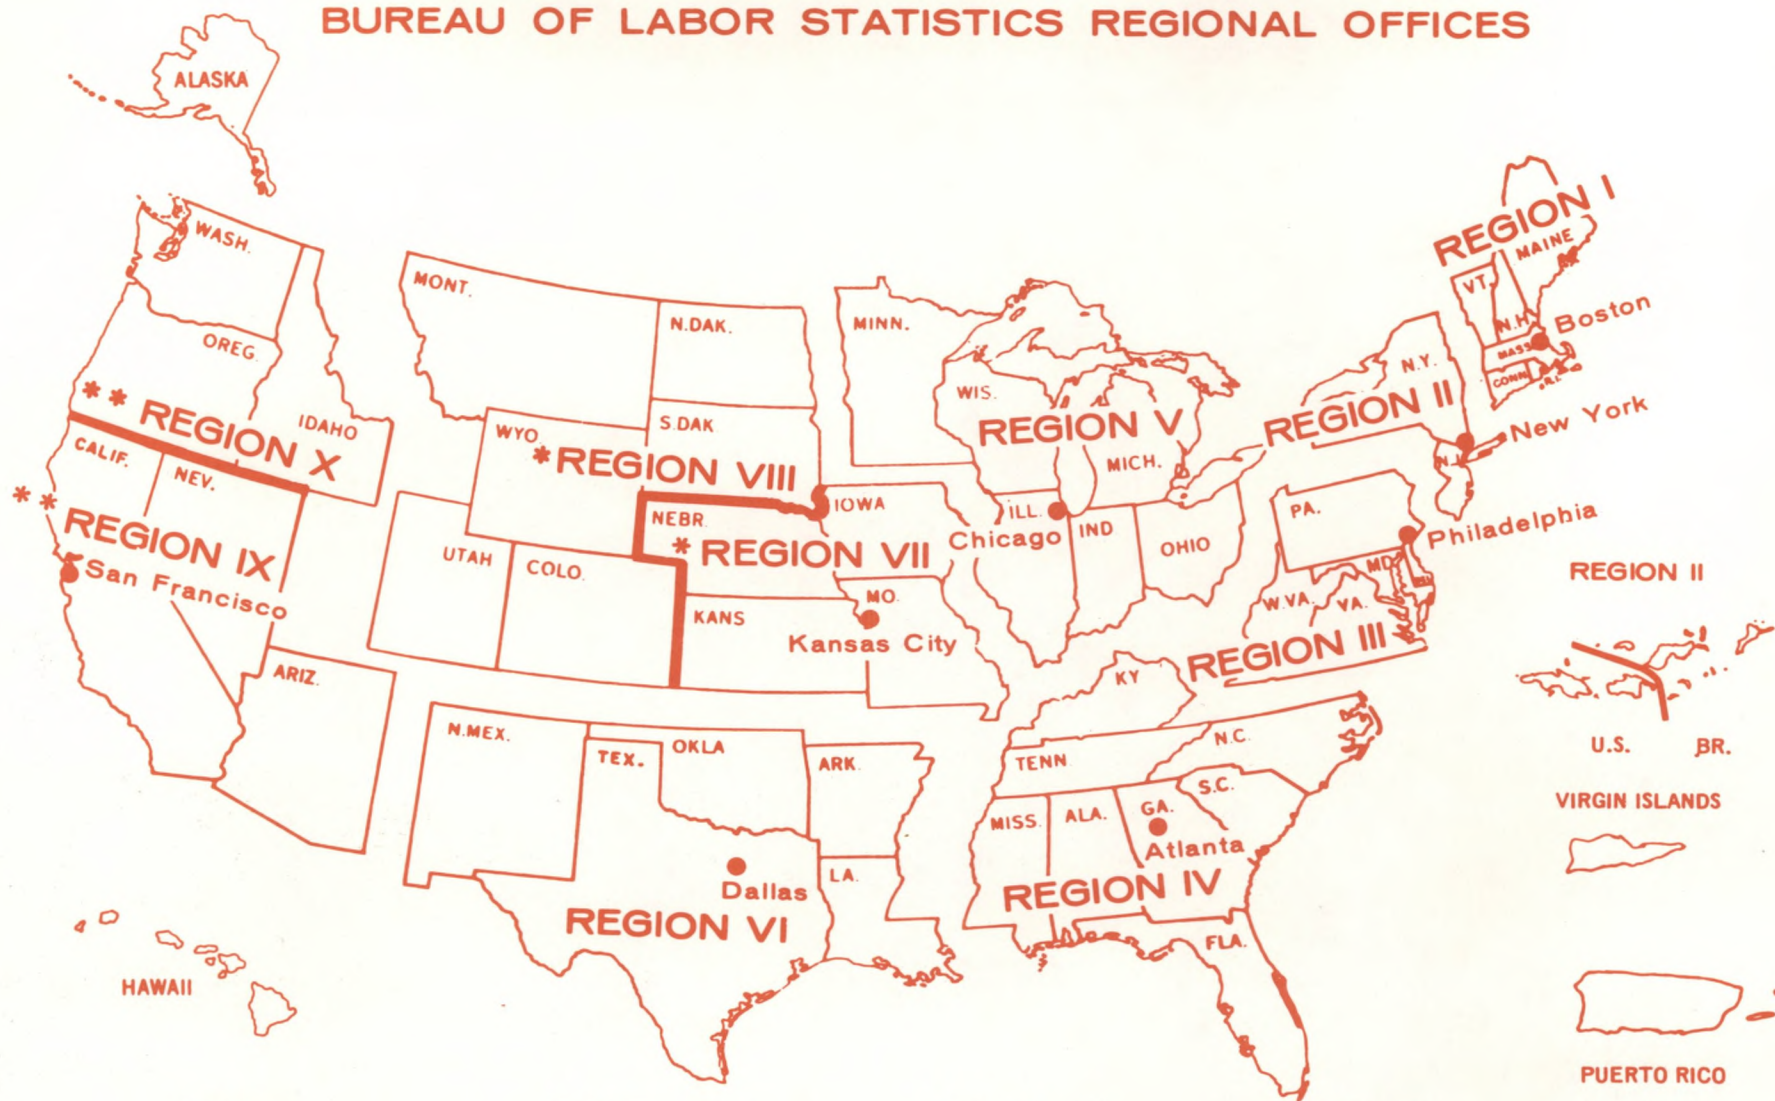 BUREAU OF LABOR STATISTICS REGIONAL OFFICES
ALASKA
WASH.
OREG.
** REGION X
IDAHO
MONT.
N.DAK.
S.DAK
WYO.
* REGION VIII
MINN.
WIS.
REGION V
MICH.
IOWA
NEBR.
* REGION VII
ILL.
Chicago
IND
OHIO
REGION I
MAINE
VT.
N.H.
Boston
MASS
CONN
R.I.
N.Y.
REGION II
New York
N.J.
PA.
Philadelphia
MD
W.VA.
VA.
REGION III
CALIF.
NEV.
** REGION IX
San Francisco
UTAH
COLO.
KANS
MO.
Kansas City
ARIZ.
N.MEX.
TEX.
OKLA
ARK.
LA.
Dallas
REGION VI
KY
TENN
N.C.
S.C.
MISS.
ALA.
GA.
Atlanta
REGION IV
FLA.
HAWAII
REGION II
U.S. BR.
VIRGIN ISLANDS
PUERTO RICO